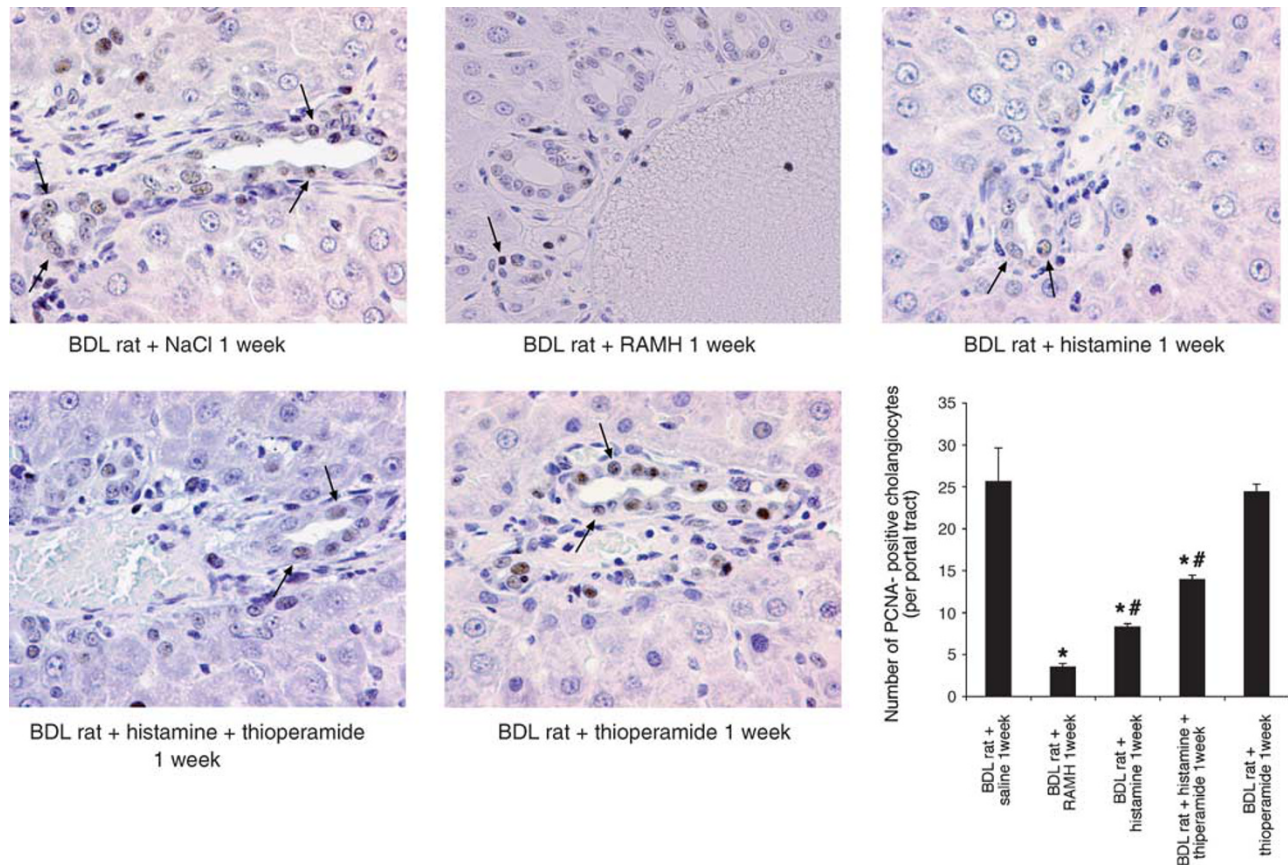 BDL rat + NaCl 1 week
BDL rat + RAMH 1 week
BDL rat + histamine 1 week
BDL rat + histamine + thioperamide
1 week
BDL rat + thioperamide 1 week
Number of PCNA- positive cholangiocytes
(per portal tract)
35
30
25
20
15
10
5
0
*
*#
*#
BDL rat +
saline 1week
BDL rat +
RAMH 1week
BDL rat +
histamine 1week
BDL rat + histamine +
thiperamide 1week
BDL rat +
thioperamide 1week